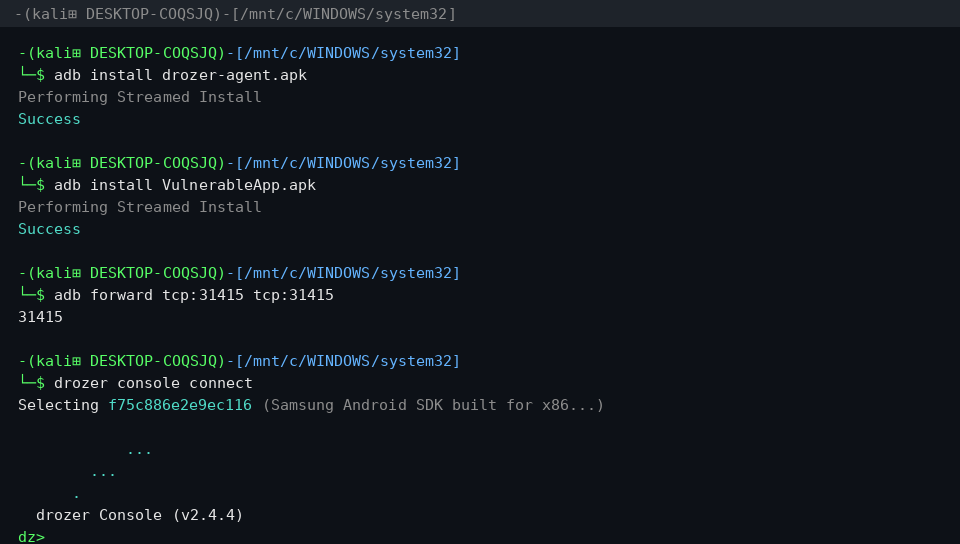 -(kali⊞ DESKTOP-COQSJQ)-[/mnt/c/WINDOWS/system32]
-(kali⊞ DESKTOP-COQSJQ)-[/mnt/c/WINDOWS/system32]
└─$ adb install drozer-agent.apk
Performing Streamed Install
Success
-(kali⊞ DESKTOP-COQSJQ)-[/mnt/c/WINDOWS/system32]
└─$ adb install VulnerableApp.apk
Performing Streamed Install
Success
-(kali⊞ DESKTOP-COQSJQ)-[/mnt/c/WINDOWS/system32]
└─$ adb forward tcp:31415 tcp:31415
31415
-(kali⊞ DESKTOP-COQSJQ)-[/mnt/c/WINDOWS/system32]
└─$ drozer console connect
Selecting f75c886e2e9ec116 (Samsung Android SDK built for x86...)
...
...
.
drozer Console (v2.4.4)
dz>